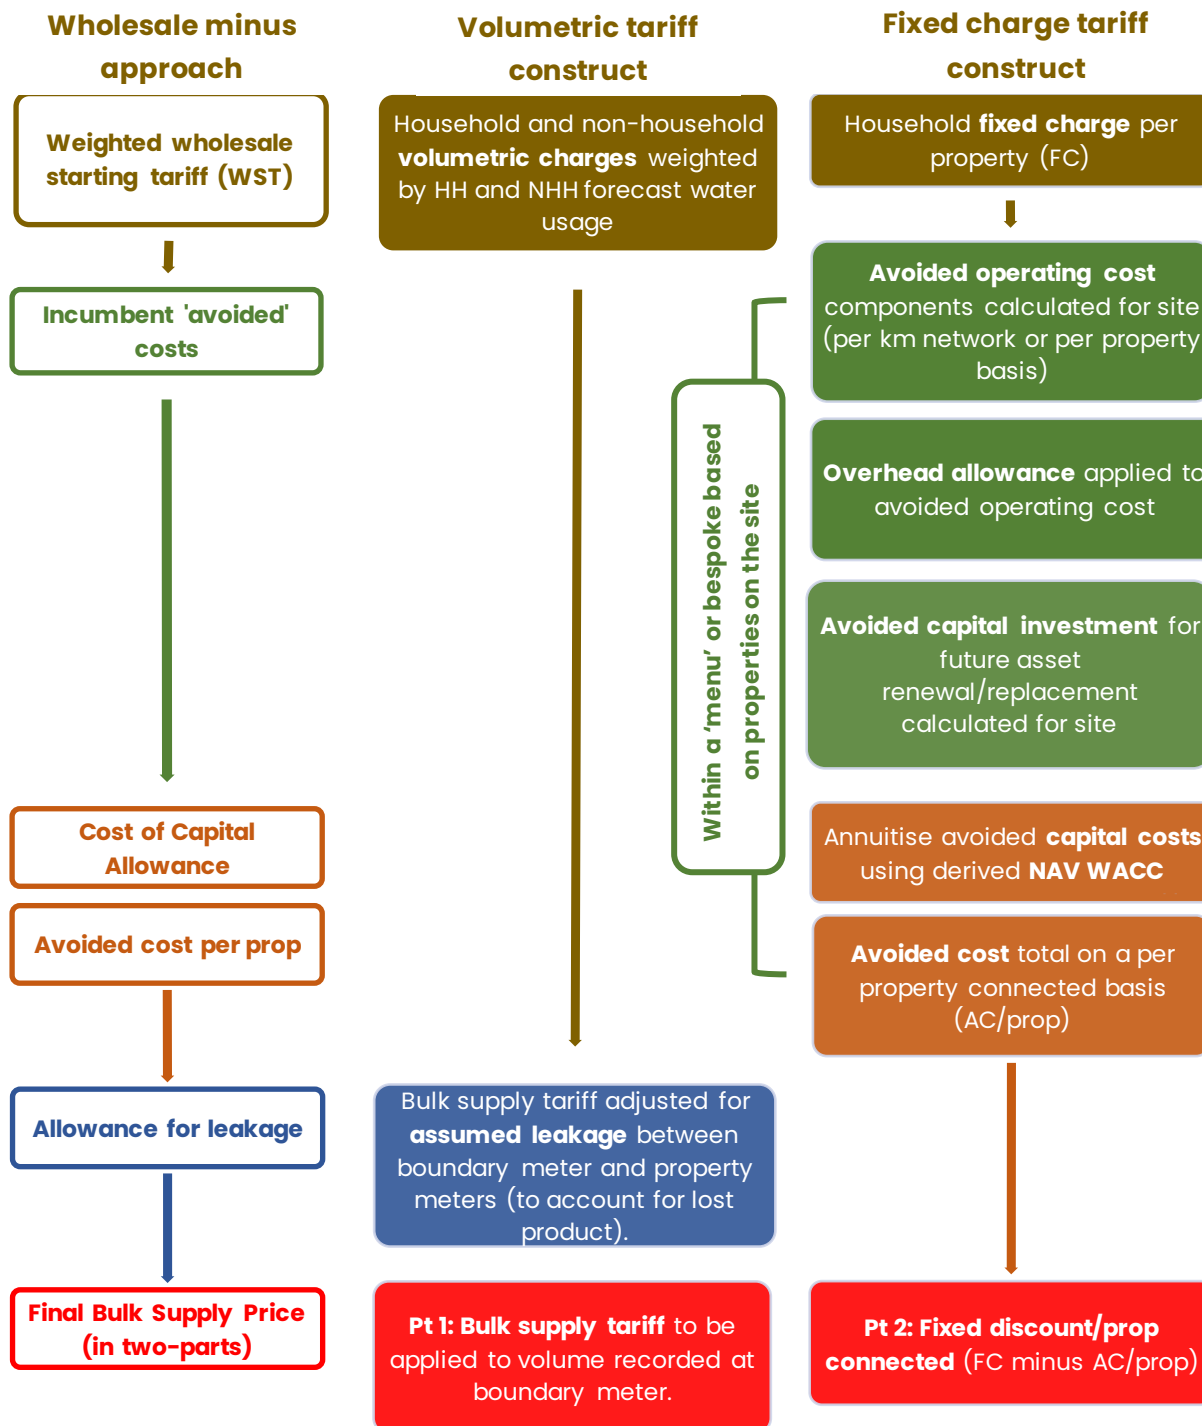 Wholesale minus
approach
Weighted wholesale
starting tariff (WST)
Incumbent 'avoided'
costs
Cost of Capital
Allowance
Avoided cost per prop
Allowance for leakage
Final Bulk Supply Price
(in two-parts)
Volumetric tariff
construct
Household and non-household
volumetric charges weighted
by HH and NHH forecast water
usage
Bulk supply tariff adjusted for
assumed leakage between
boundary meter and property
meters (to account for lost
product).
Pt 1: Bulk supply tariff to be
applied to volume recorded at
boundary meter.
Within a ‘menu’ or bespoke based
on properties on the site
Fixed charge tariff
construct
Household fixed charge per
property (FC)
Avoided operating cost
components calculated for site
(per km network or per property
basis)
Overhead allowance applied to
avoided operating cost
Avoided capital investment for
future asset
renewal/replacement
calculated for site
Annuitise avoided capital costs
using derived NAV WACC
Avoided cost total on a per
property connected basis
(AC/prop)
Pt 2: Fixed discount/prop
connected (FC minus AC/prop)